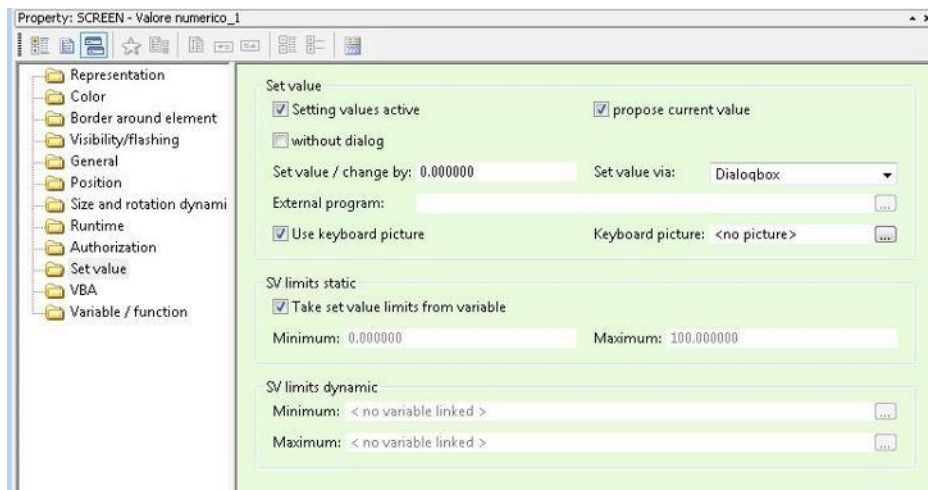 Property: SCREEN - Valore numerico_1
Representation
Color
Border around element
Visibility/flashing
General
Position
Size and rotation dynami
Runtime
Authorization
Set value
VBA
Variable / function
Set value
Setting values active
propose current value
without dialog
Set value / change by: 0.000000
Set value via: Dialogbox
External program:
...
Use keyboard picture
Keyboard picture: <no picture>
...
SV limits static
Take set value limits from variable
Minimum: 0.000000
Maximum: 100.000000
SV limits dynamic
Minimum: < no variable linked >
...
Maximum: < no variable linked >
...